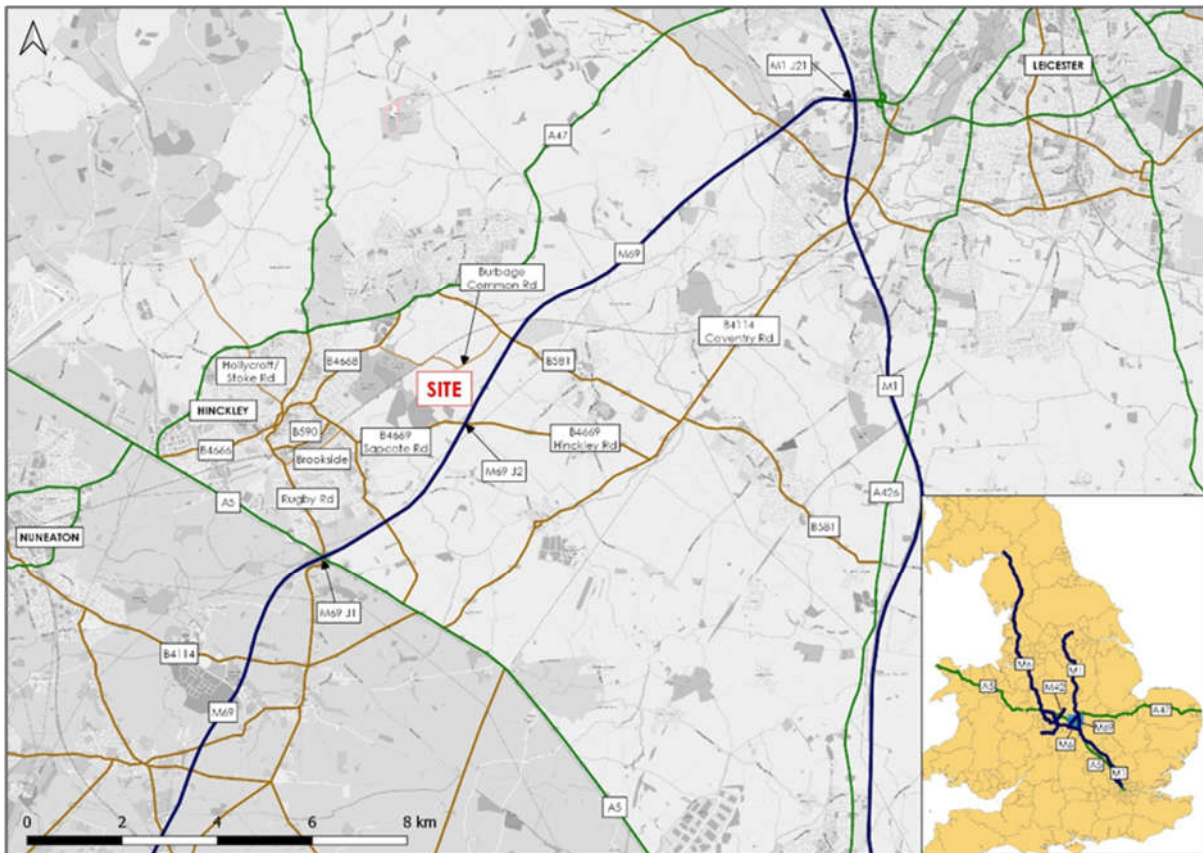 M1 J21
LEICESTER
A47
M69
Burbage
Common Rd
B4114
Coventry Rd
Hollycroft/
Stoke Rd
B4668
B581
SITE
M1
HINCKLEY
B590
B4669
Sapcote Rd
B4669
Hinckley Rd
B4666
Brookside
M69 J2
Rugby Rd
A5
A426
B581
NUNEATON
M69 J1
B4114
M69
A5
0 2 4 6 8 km
M6
M1
A5
M42
A47
M69
M6
A5
M1